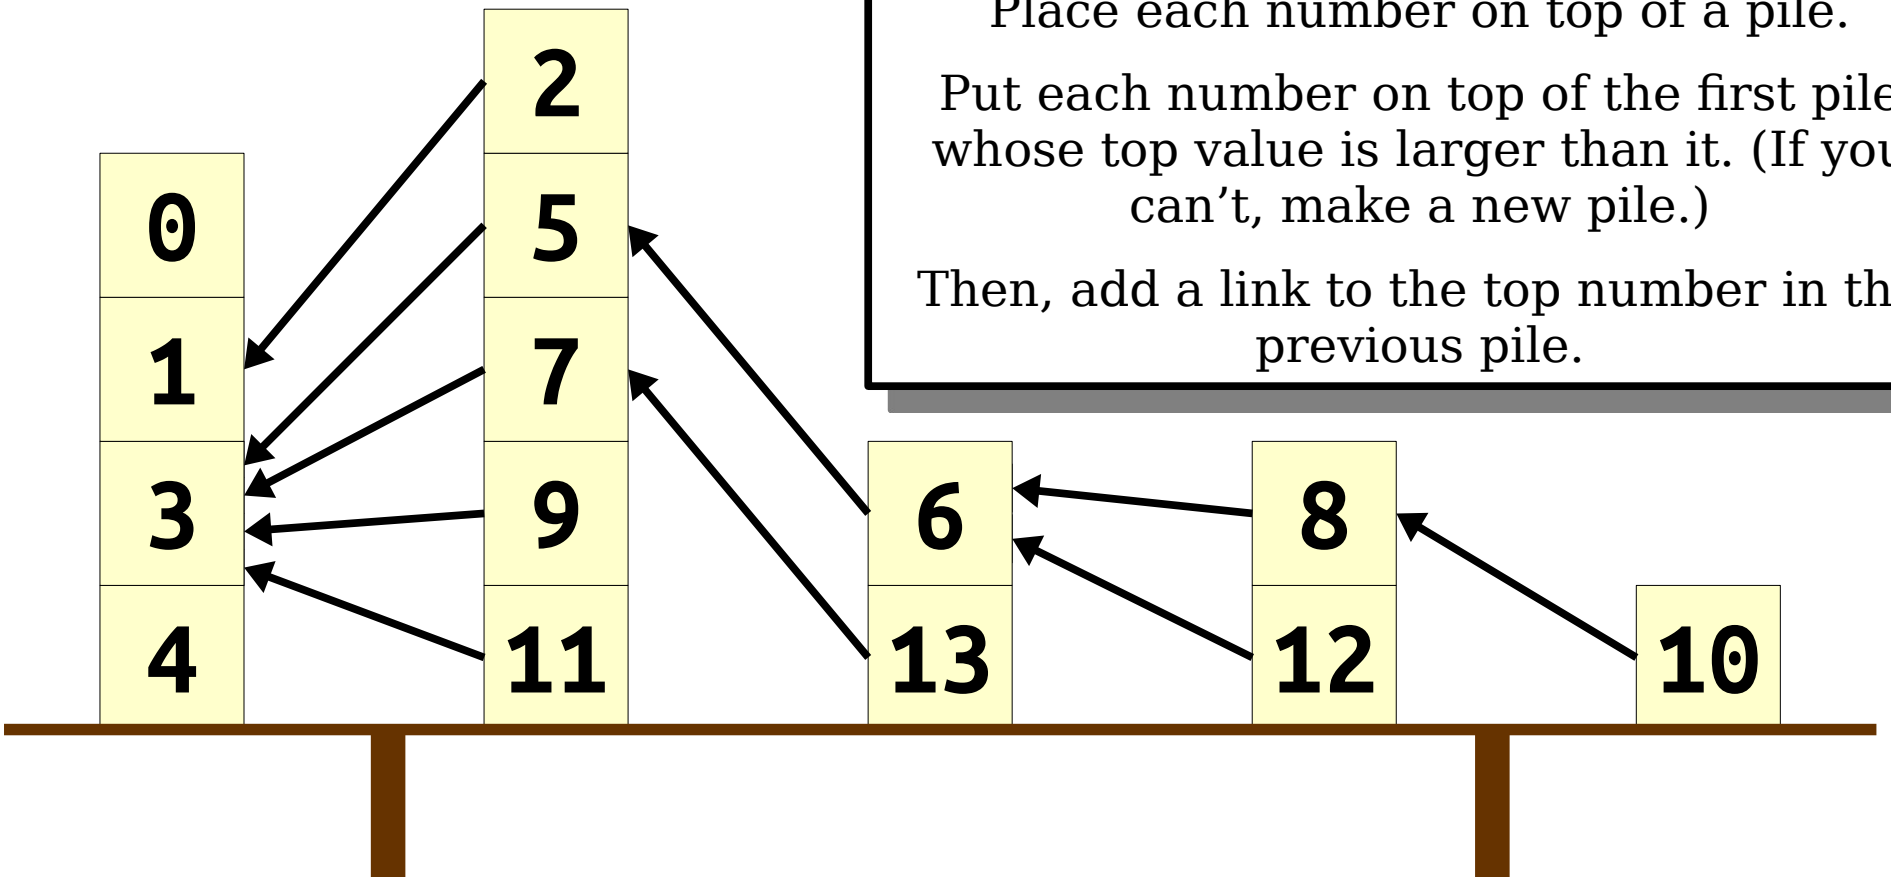 Place each number on top of a pile.
Put each number on top of the first pile
whose top value is larger than it. (If you
can’t, make a new pile.)
Then, add a link to the top number in th
previous pile.
2
0
5
1
7
3
9
6
8
4
11
13
12
10